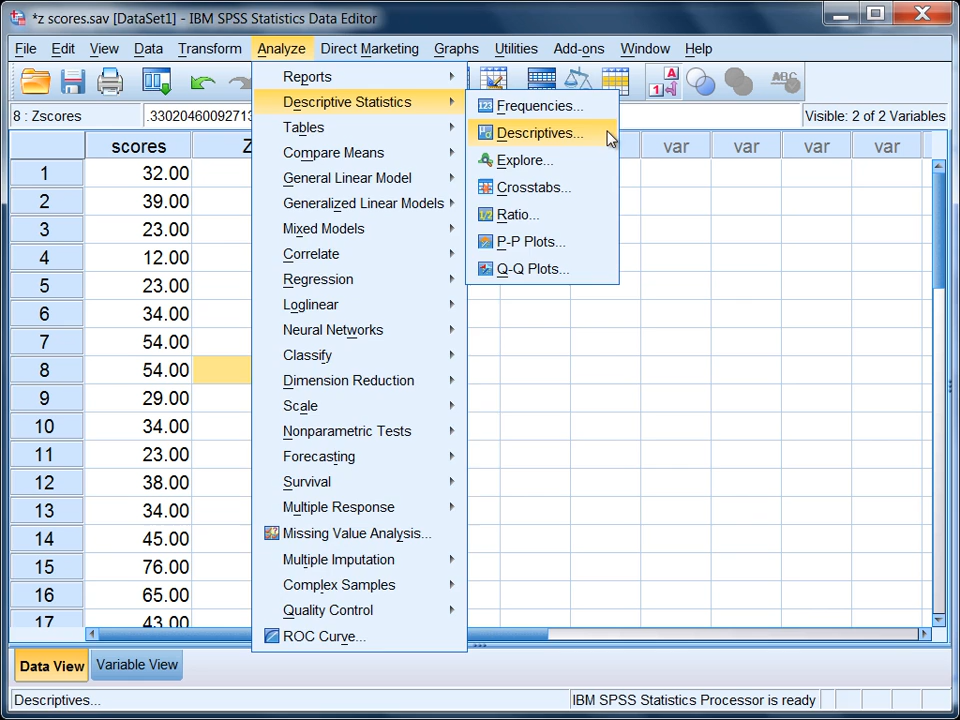 *z scores.sav [DataSet1] - IBM SPSS Statistics Data Editor
File Edit View Data Transform Analyze Direct Marketing Graphs Utilities Add-ons Window Help
8 : Zscores
Visible: 2 of 2 Variables
scores
Z
var var var var
1 32.00
2 39.00
3 23.00
4 12.00
5 23.00
6 34.00
7 54.00
8 54.00
9 29.00
10 34.00
11 23.00
12 38.00
13 34.00
14 45.00
15 76.00
16 65.00
17 43.00
Reports
Descriptive Statistics
Tables
Compare Means
General Linear Model
Generalized Linear Models
Mixed Models
Correlate
Regression
Loglinear
Neural Networks
Classify
Dimension Reduction
Scale
Nonparametric Tests
Forecasting
Survival
Multiple Response
Missing Value Analysis...
Multiple Imputation
Complex Samples
Quality Control
ROC Curve...
Frequencies...
Descriptives...
Explore...
Crosstabs...
Ratio...
P-P Plots...
Q-Q Plots...
Data View Variable View
Descriptives...
IBM SPSS Statistics Processor is ready